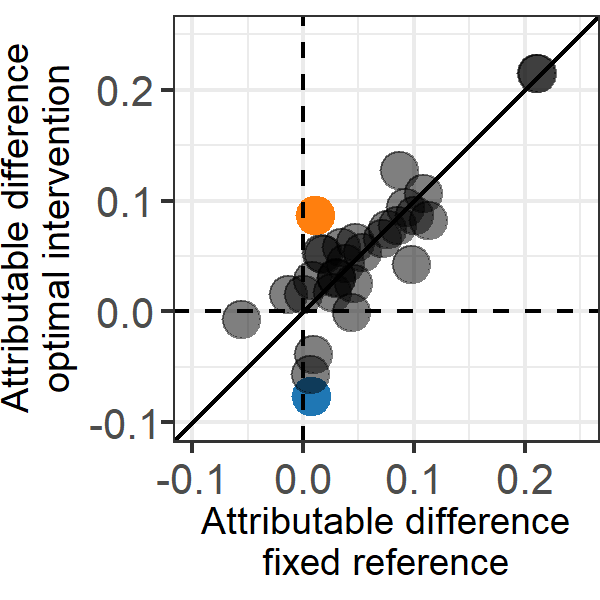 Attributable difference
optimal intervention
0.2
0.1
0.0
-0.1
-0.1 0.0 0.1 0.2
Attributable difference
fixed reference